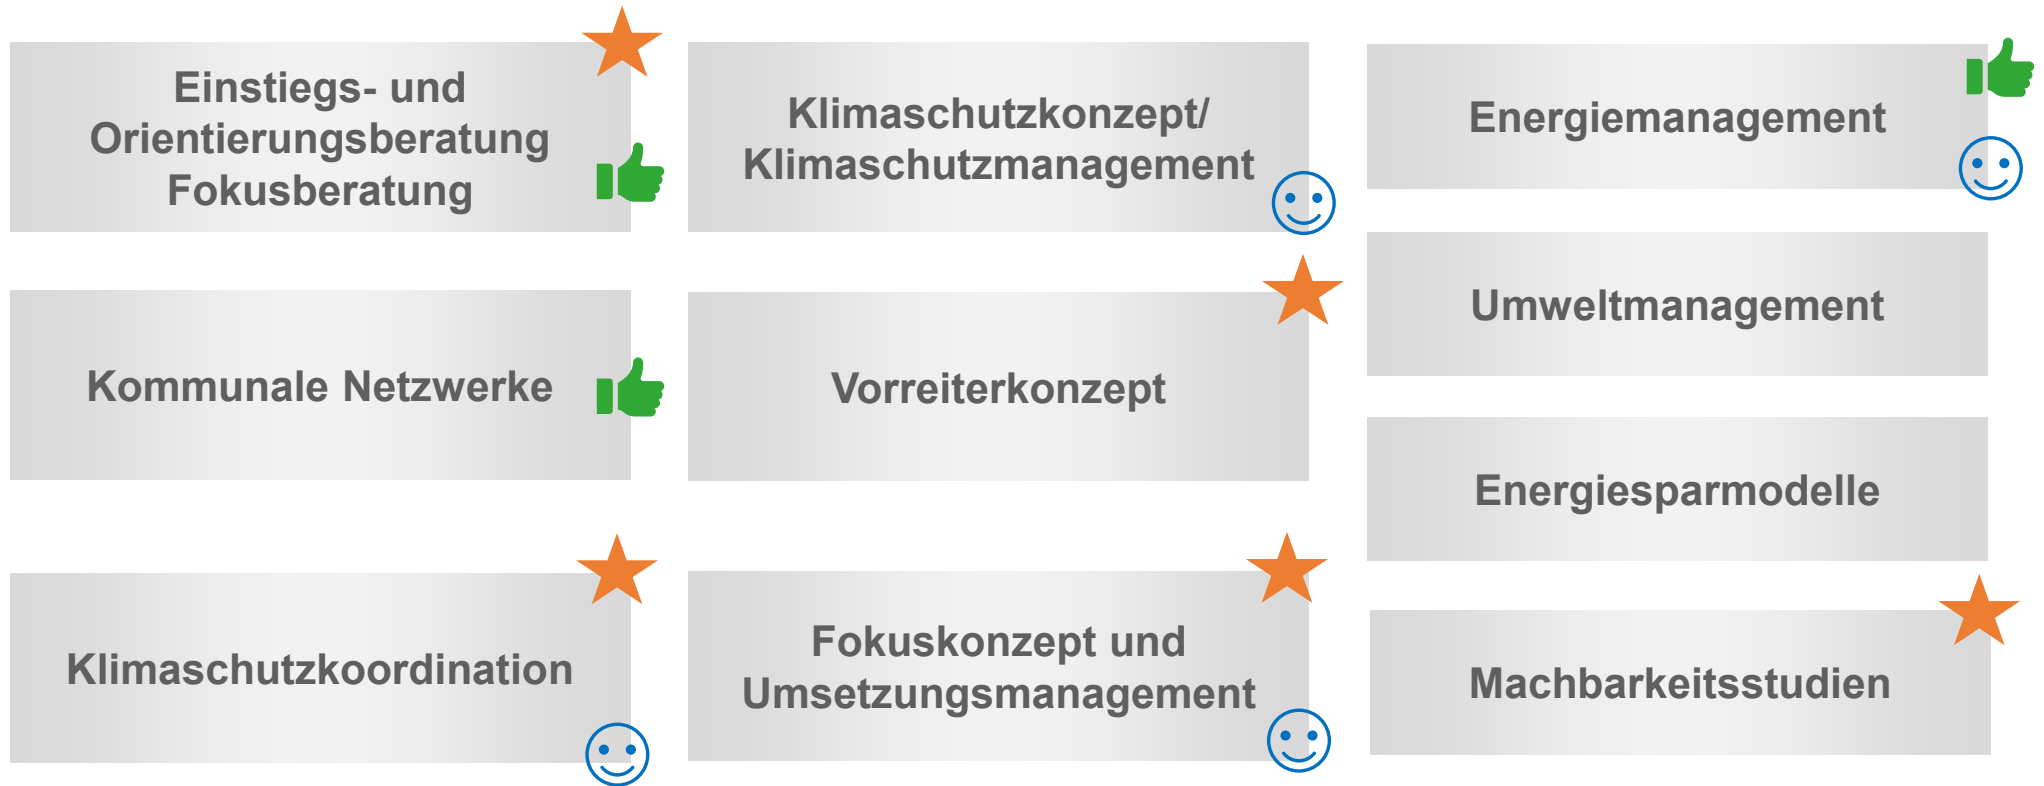 Einstiegs- und
Orientierungsberatung
Fokusberatung
Kommunale Netzwerke
Klimaschutzkoordination
Klimaschutzkonzept/
Klimaschutzmanagement
Vorreiterkonzept
Fokuskonzept und
Umsetzungsmanagement
Energiemanagement
Umweltmanagement
Energiesparmodelle
Machbarkeitsstudien